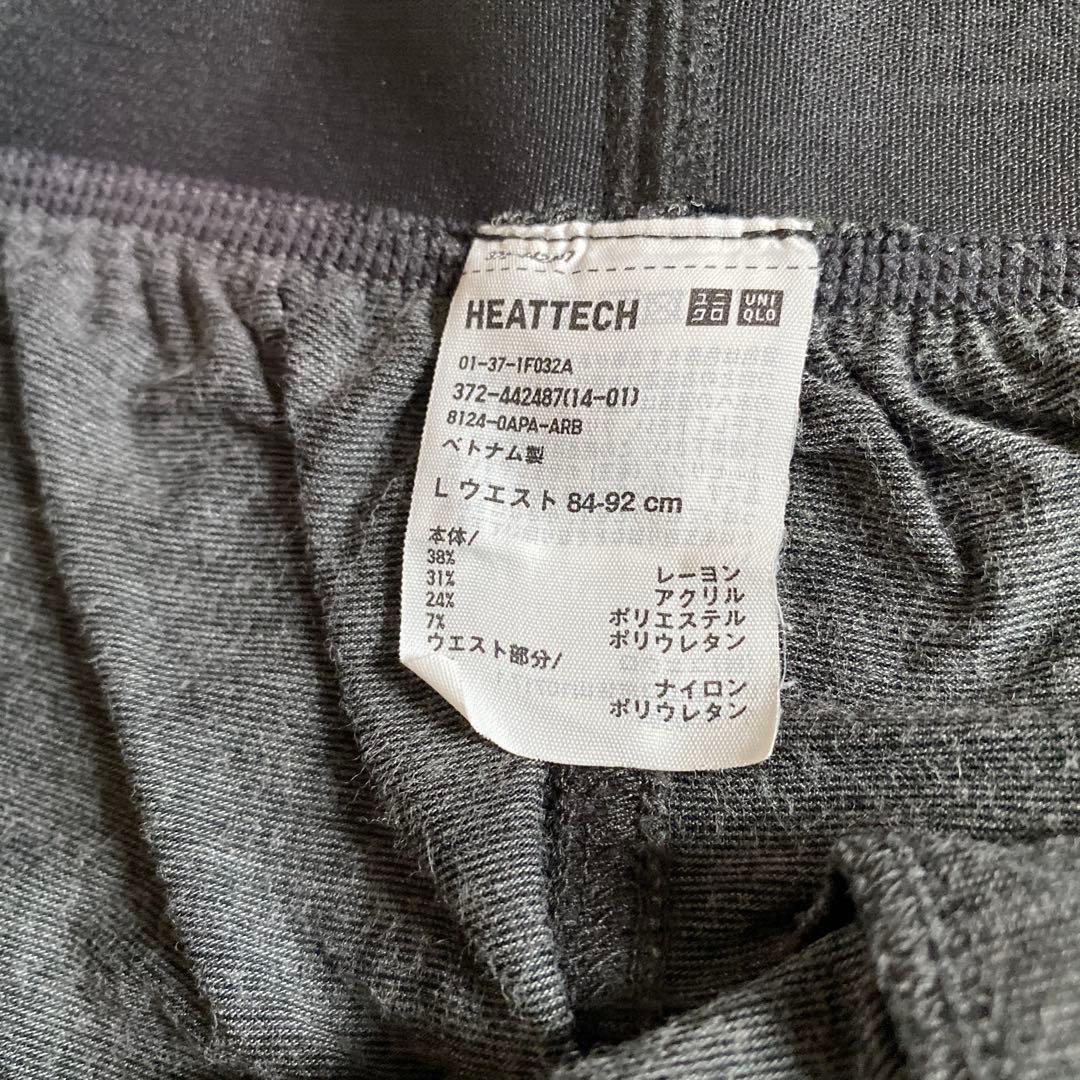 HEATTECH ユニクロ UNIQLO
01-37-1F032A
372-442487(14-01)
8124-0APA-ARB
ベトナム製
L ウエスト 84-92 cm
本体/
38% レーヨン
31% アクリル
24% ポリエステル
7% ポリウレタン
ウエスト部分/
ナイロン
ポリウレタン